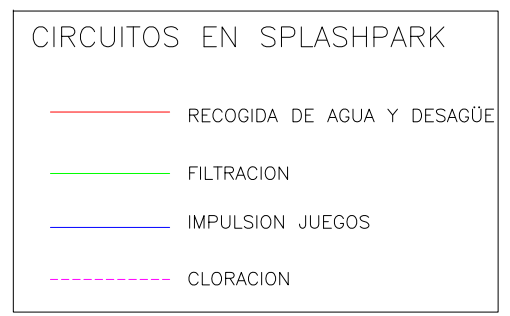 CIRCUITOS EN SPLASHPARK
RECOGIDA DE AGUA Y DESAGÜE
FILTRACION
IMPULSION JUEGOS
CLORACION